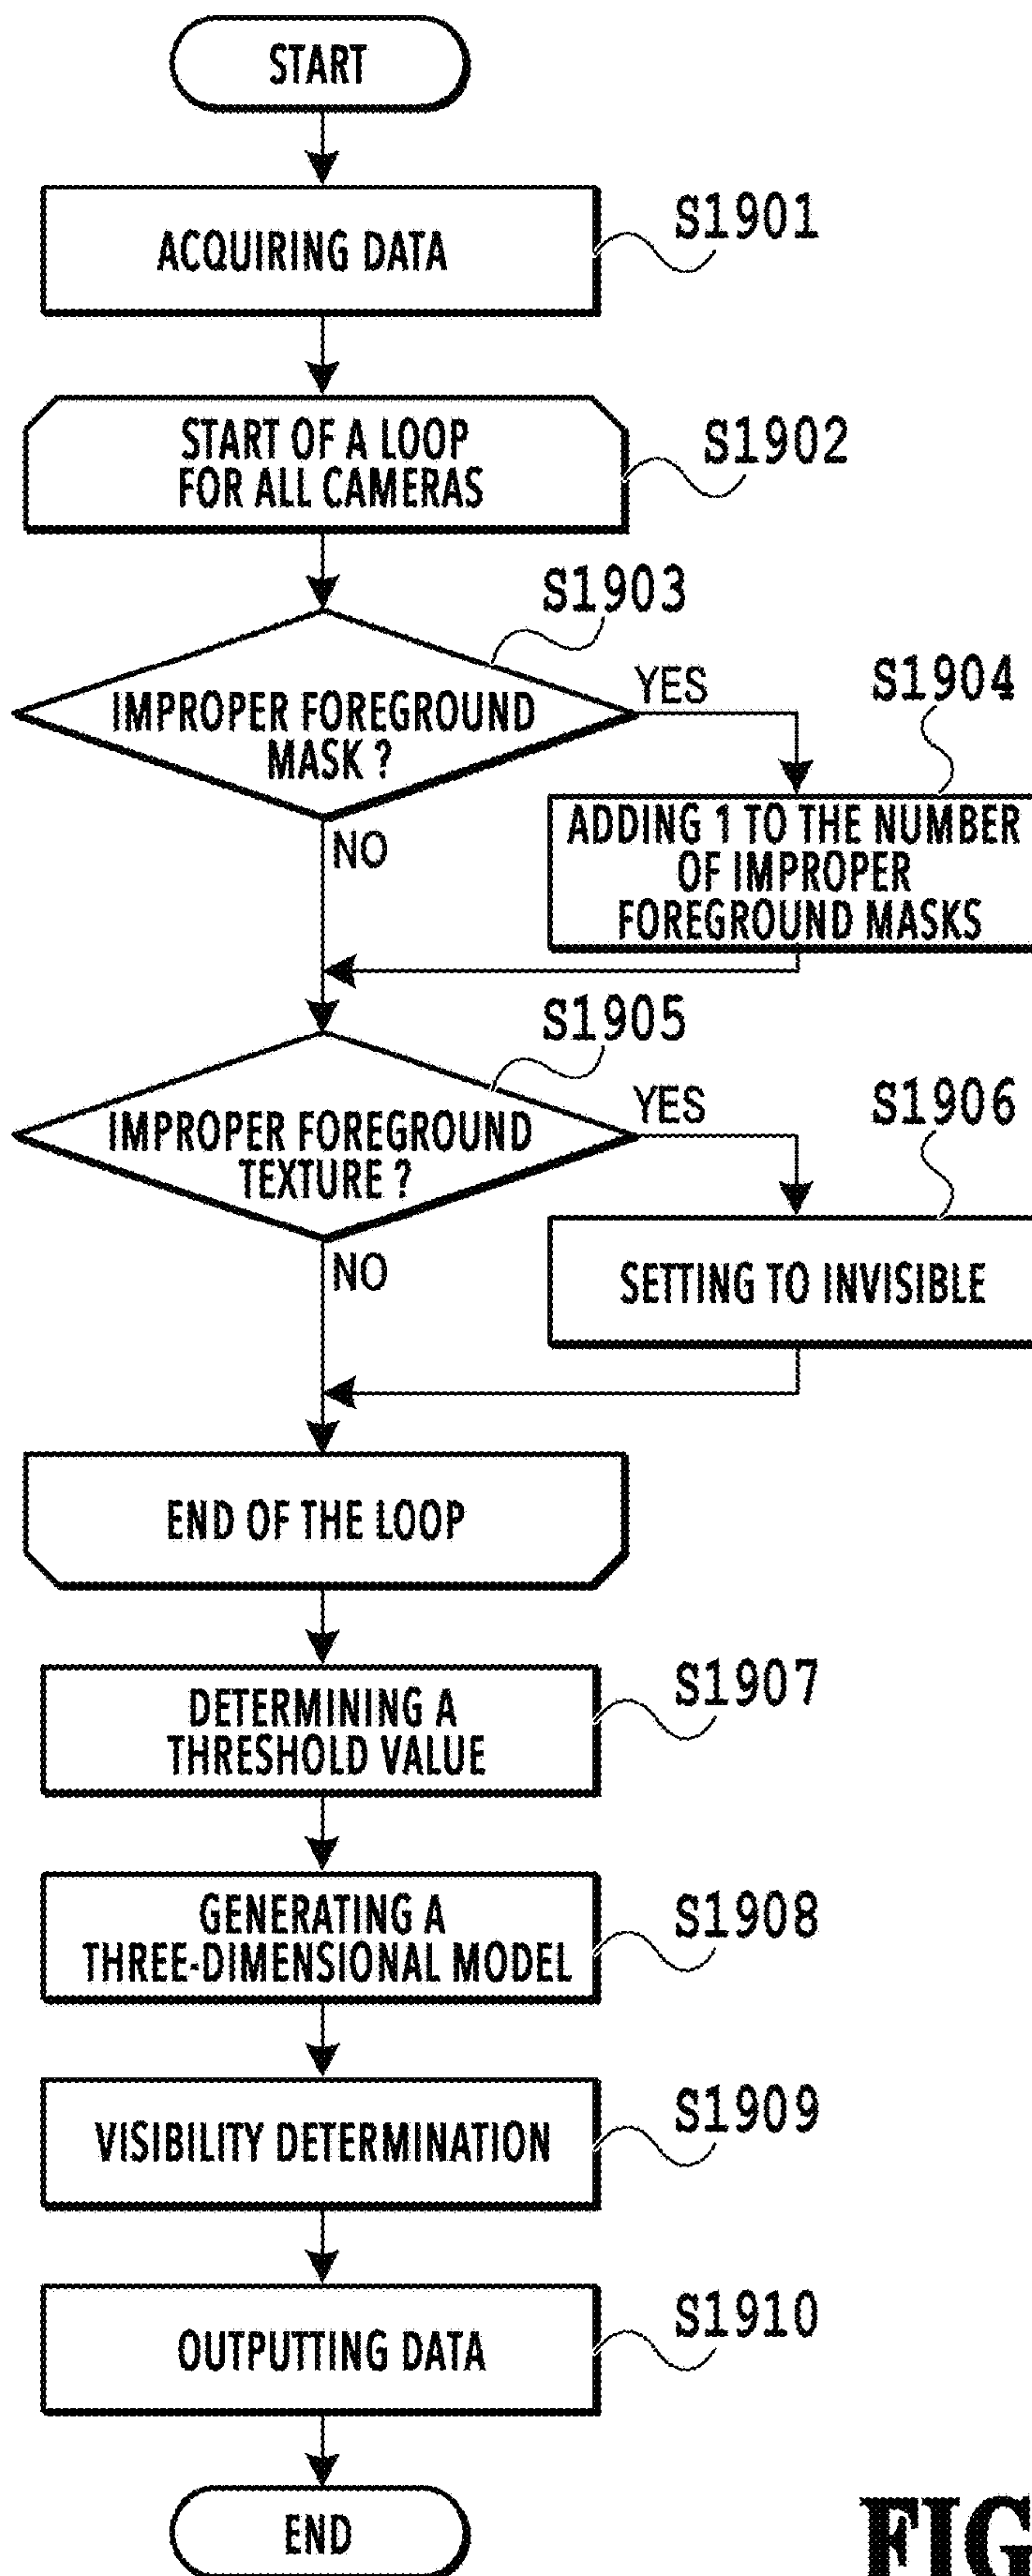 START
ACQUIRING DATA
S1901
START OF A LOOP
FOR ALL CAMERAS
S1902
S1903
IMPROPER FOREGROUND
MASK ?
YES
NO
S1904
ADDING 1 TO THE NUMBER
OF IMPROPER
FOREGROUND MASKS
S1905
IMPROPER FOREGROUND
TEXTURE ?
YES
NO
S1906
SETTING TO INVISIBLE
END OF THE LOOP
DETERMINING A
THRESHOLD VALUE
S1907
GENERATING A
THREE-DIMENSIONAL MODEL
S1908
VISIBILITY DETERMINATION
S1909
OUTPUTTING DATA
S1910
END
FIG